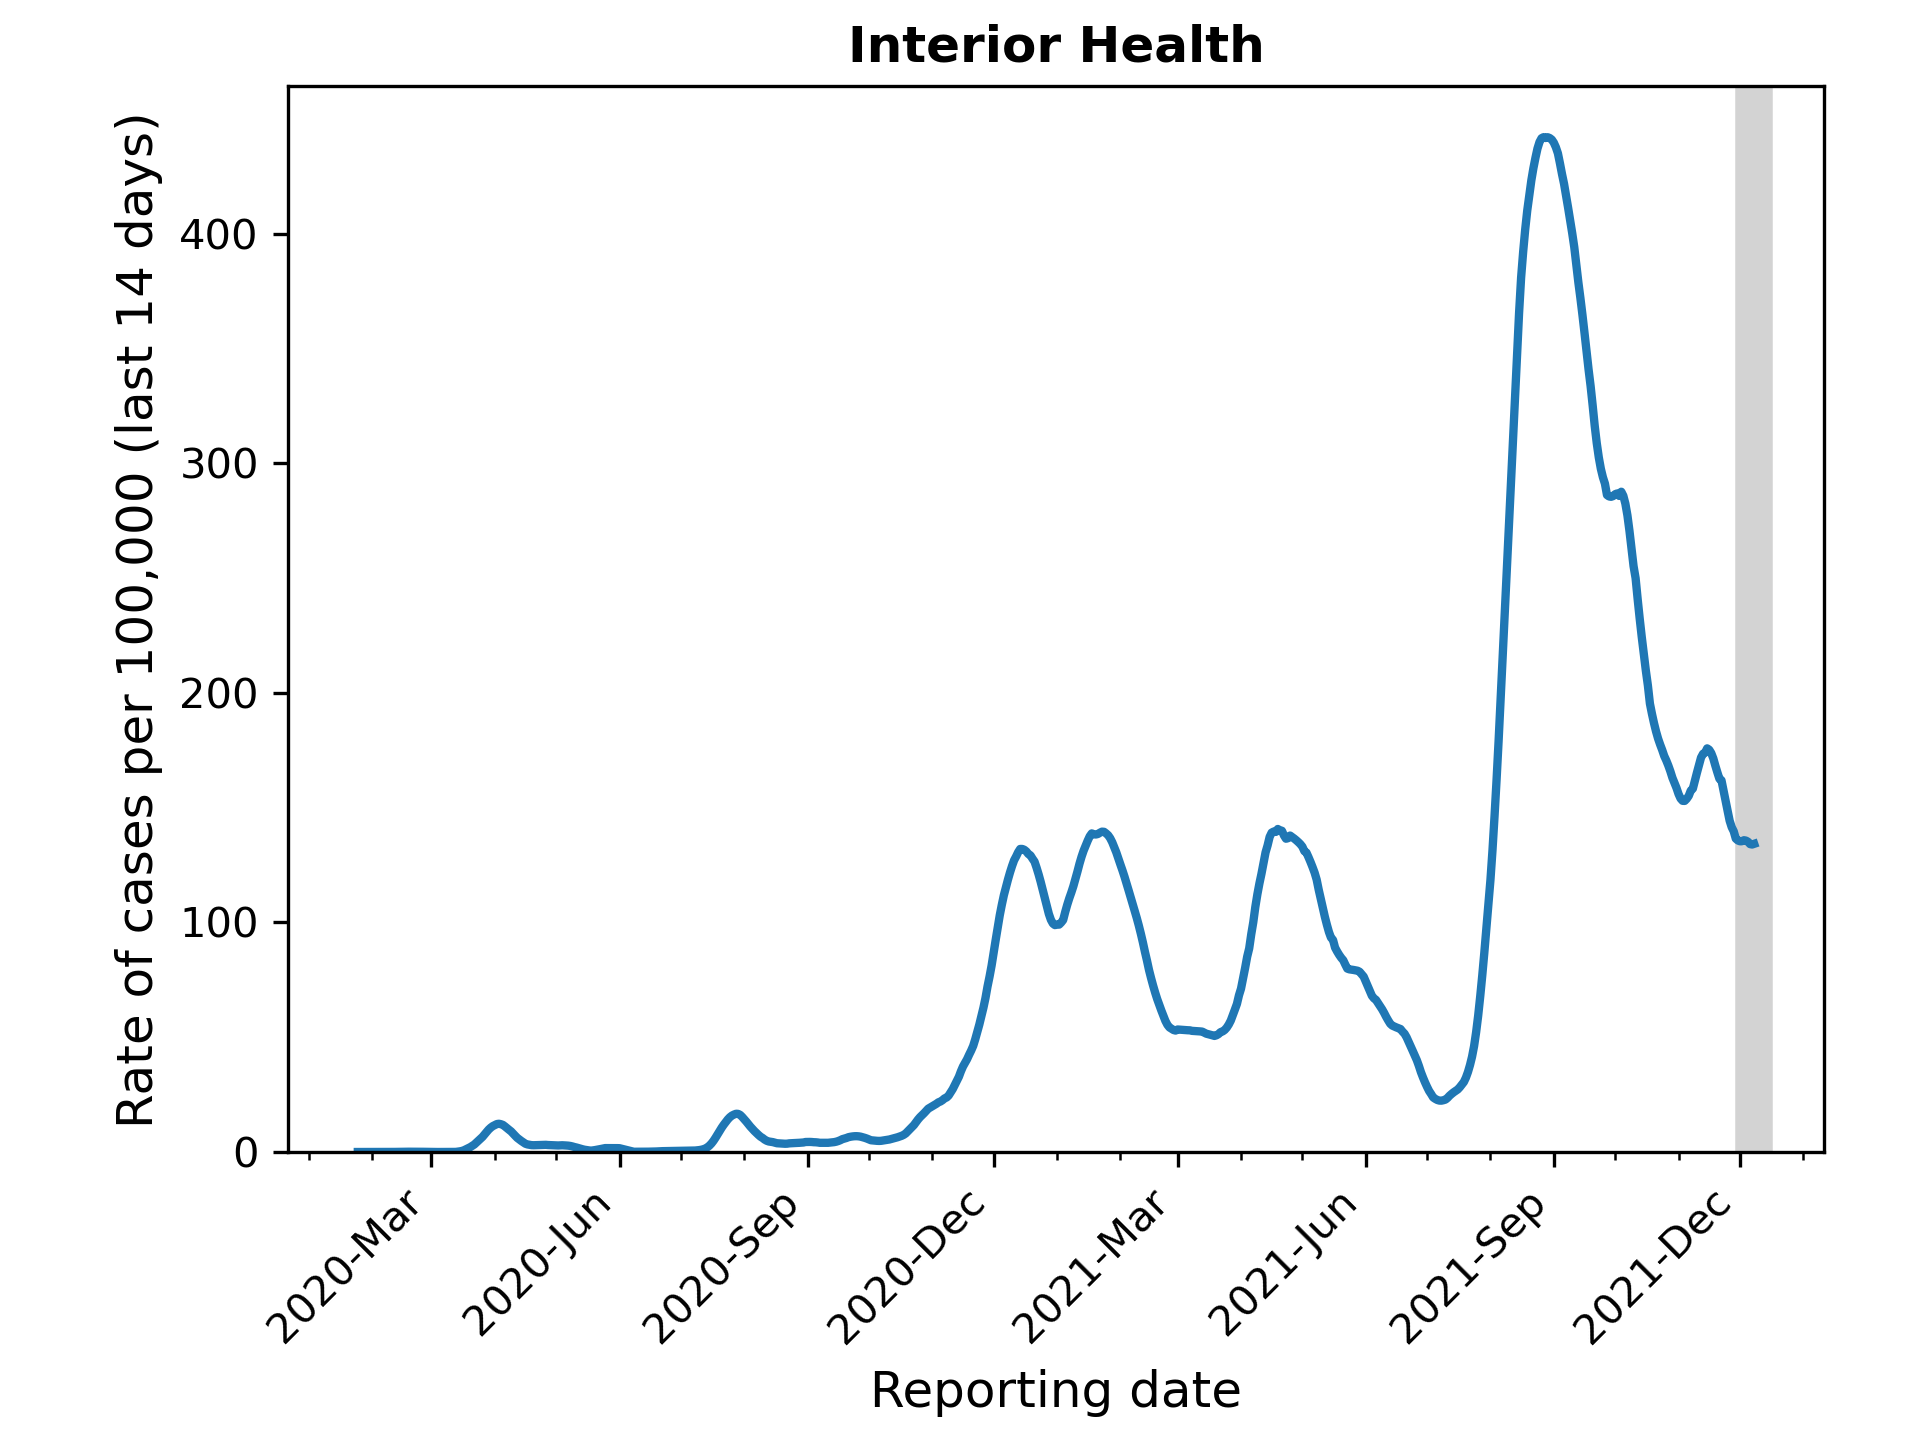 Interior Health
Rate of cases per 100,000 (last 14 days)
400
300
200
100
0
2020-Mar
2020-Jun
2020-Sep
2020-Dec
2021-Mar
2021-Jun
2021-Sep
2021-Dec
Reporting date